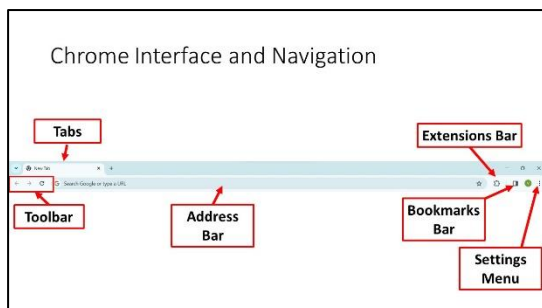 Chrome Interface and Navigation
Tabs
Extensions Bar
New Tab
Search Google or type a URL
Toolbar
Address
Bar
Bookmarks
Bar
Settings
Menu